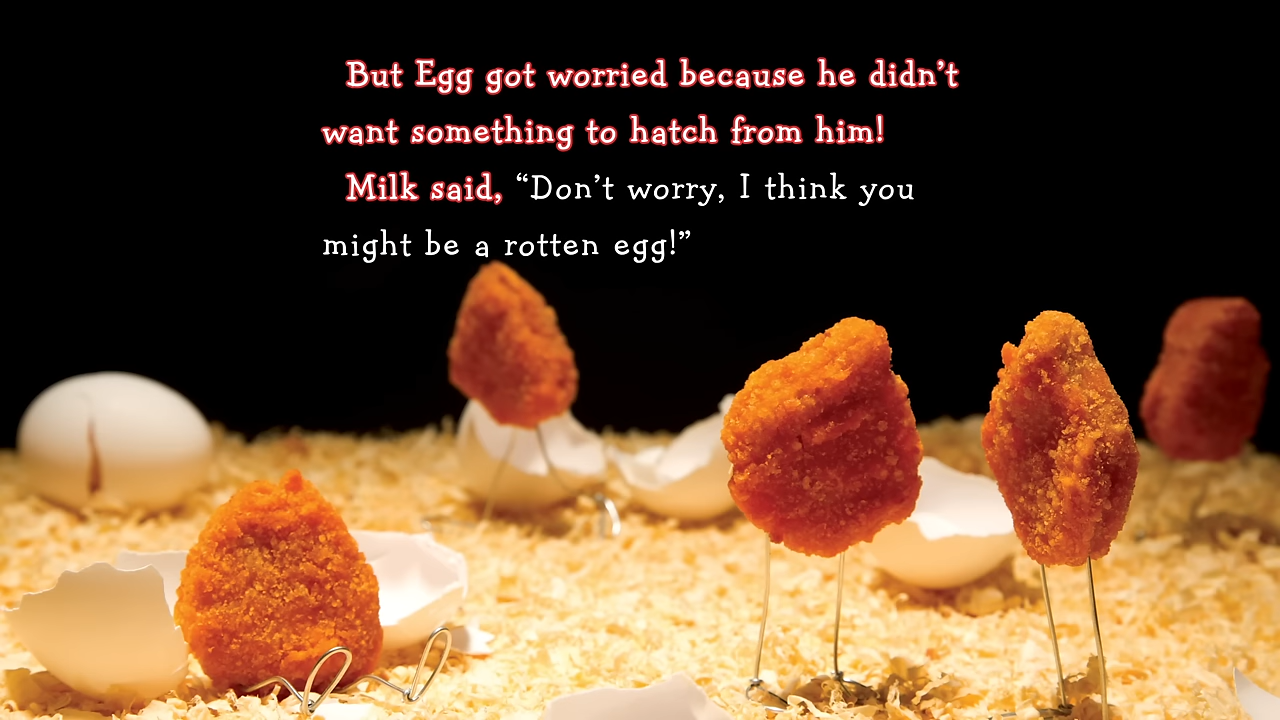 But Egg got worried because he didn’t
want something to hatch from him!
Milk said, “Don’t worry, I think you
might be a rotten egg!”